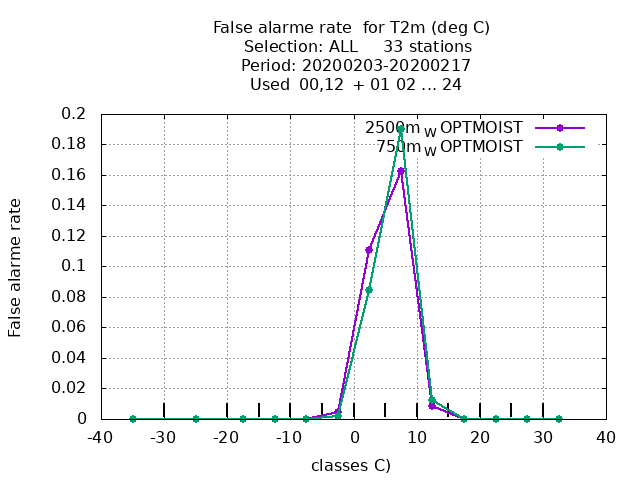 False alarme rate  for T2m (deg C)
Selection: ALL     33 stations
Period: 20200203-20200217
Used  00,12  + 01 02 ... 24
2500m W OPTMOIST
750m W OPTMOIST
False alarme rate
0.2
0.18
0.16
0.14
0.12
0.1
0.08
0.06
0.04
0.02
0
-40 -30 -20 -10 0 10 20 30 40
classes C)